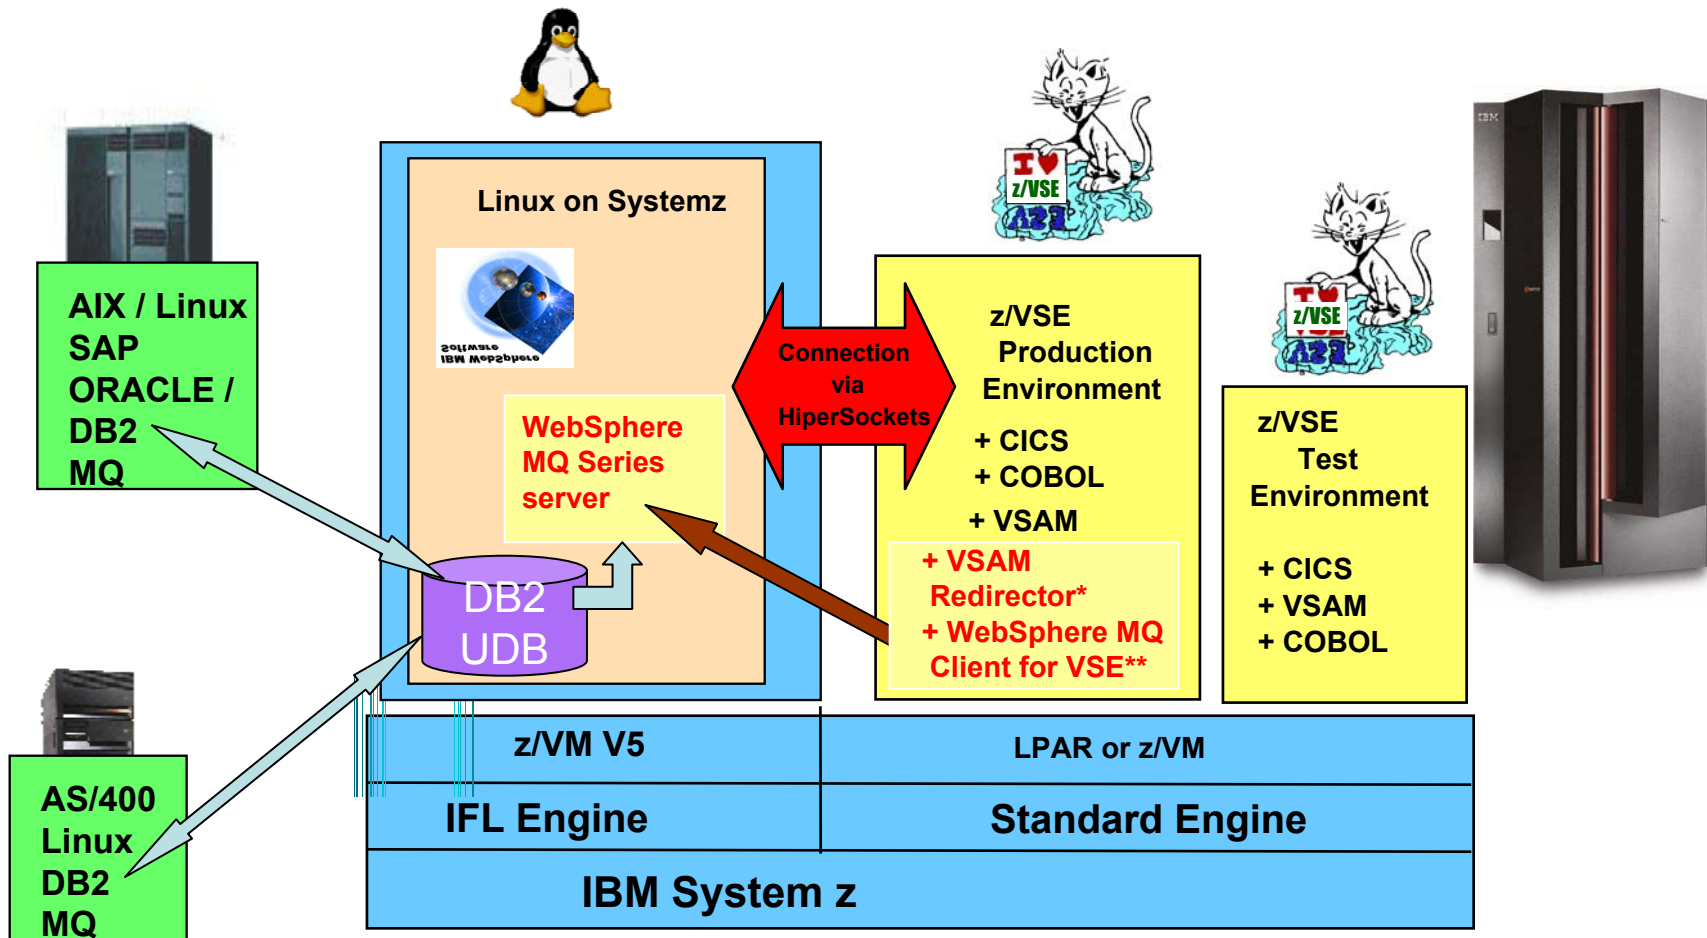 Linux on Systemz
IBM WebSphere
Software
WebSphere
MQ Series
server
DB2
UDB
AIX / Linux
SAP
ORACLE /
DB2
MQ
AS/400
Linux
DB2
MQ
Connection
via
HiperSockets
I ♥
z/VSE
z/VSE
Production
Environment
+ CICS
+ COBOL
+ VSAM
+ VSAM
Redirector*
+ WebSphere MQ
Client for VSE**
I ♥
z/VSE
z/VSE
Test
Environment
+ CICS
+ VSAM
+ COBOL
IBM
z/VM V5
LPAR or z/VM
IFL Engine
Standard Engine
IBM System z